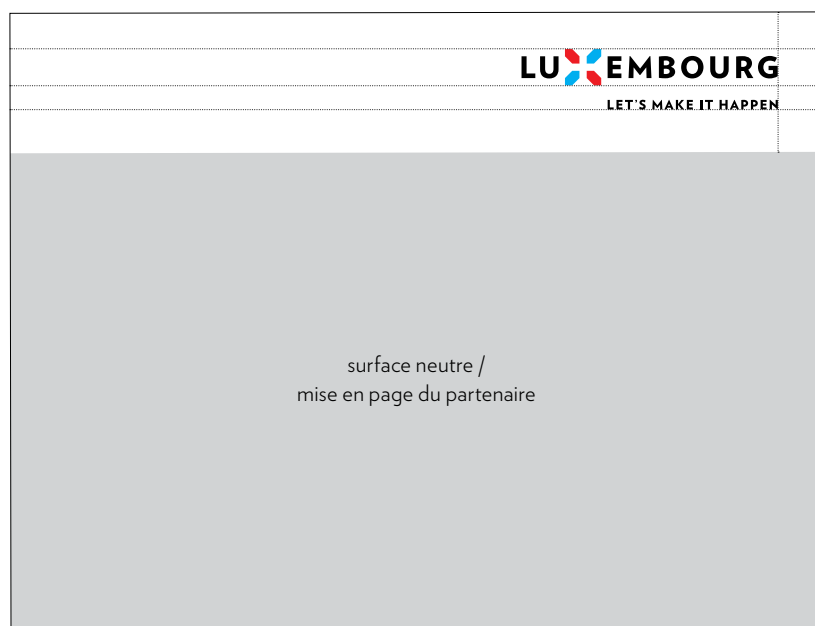 LUXEMBOURG
LET'S MAKE IT HAPPEN
surface neutre /
mise en page du partenaire